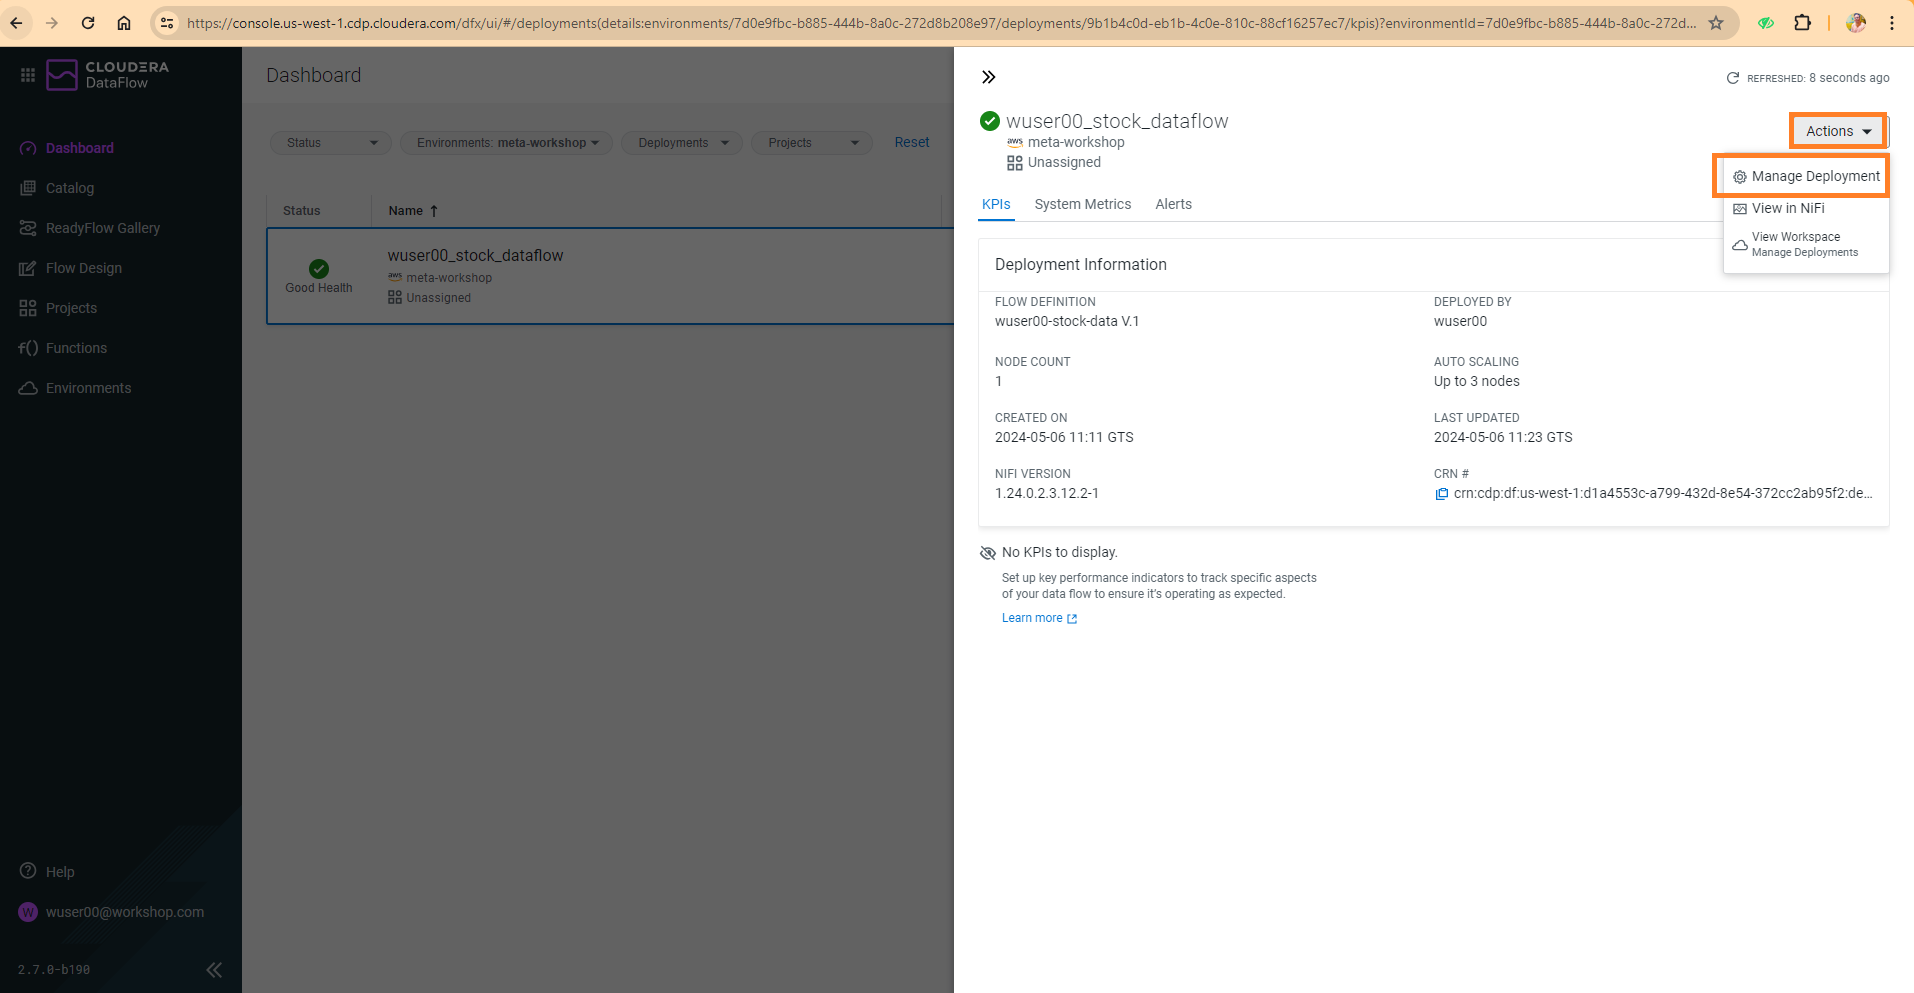 https://console.us-west-1.cdp.cloudera.com/dfx/ui/#/deployments(details:environments/7d0e9fbc-b885-444b-8a0c-272d8b208e97/deployments/9b1b4c0d-eb1b-4c0e-810c-88cf16257ec7/kpis)?environmentId=7d0e9fbc-b885-444b-8a0c-272d...
CLOUDERA
DataFlow
Dashboard
Catalog
ReadyFlow Gallery
Flow Design
Projects
Functions
Environments
Help
W
wuser00@workshop.com
2.7.0-b190
Dashboard
Status
Environments: meta-workshop
Deployments
Projects
Reset
Status
Name ↑
Good Health
wuser00_stock_dataflow
aws meta-workshop
Unassigned
REFRESHED: 8 seconds ago
wuser00_stock_dataflow
aws meta-workshop
Unassigned
Actions
Manage Deployment
View in NiFi
View Workspace
Manage Deployments
KPIs
System Metrics
Alerts
Deployment Information
FLOW DEFINITION
wuser00-stock-data V.1
DEPLOYED BY
wuser00
NODE COUNT
1
AUTO SCALING
Up to 3 nodes
CREATED ON
2024-05-06 11:11 GTS
LAST UPDATED
2024-05-06 11:23 GTS
NIFI VERSION
1.24.0.2.3.12.2-1
CRN #
crn:cdp:df:us-west-1:d1a4553c-a799-432d-8e54-372cc2ab95f2:de...
No KPIs to display.
Set up key performance indicators to track specific aspects
of your data flow to ensure it's operating as expected.
Learn more